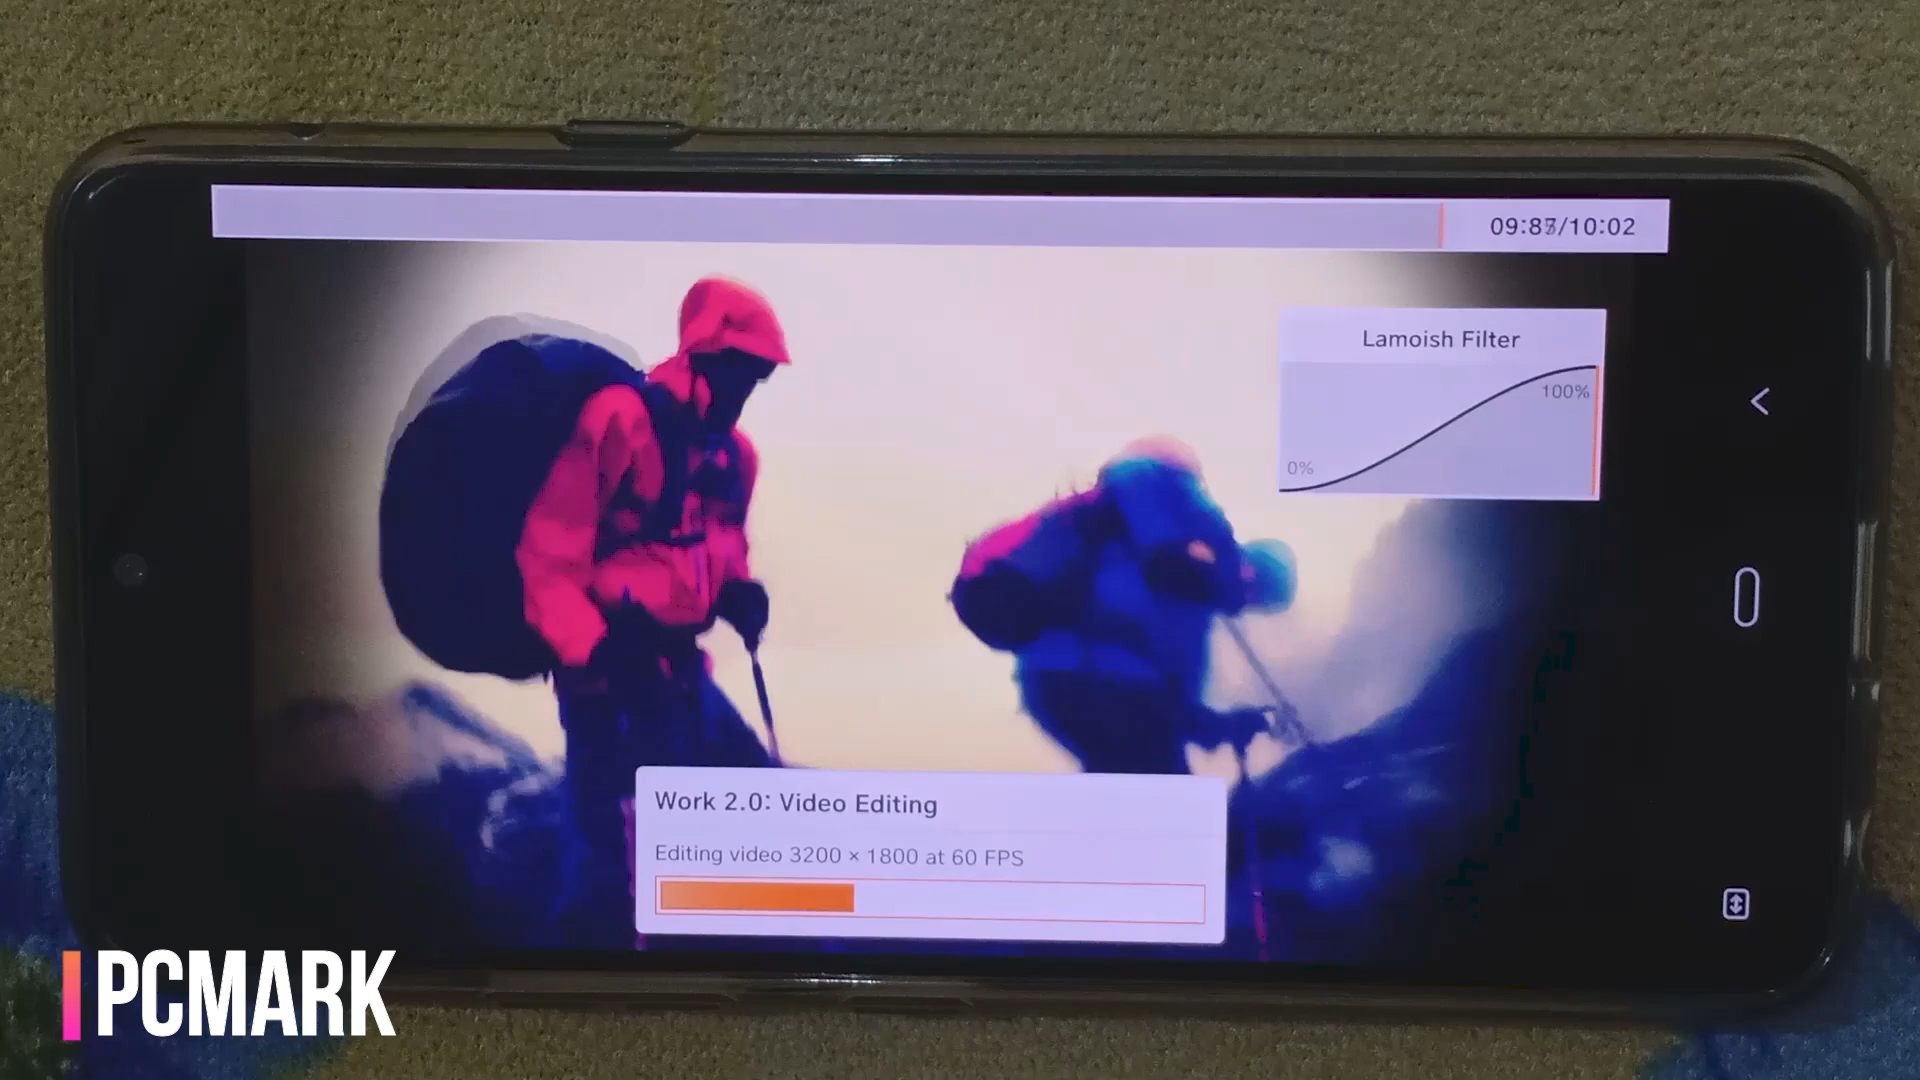 /10:02
Lamoish Filter
100%
0%
Work 2.0: Video Editing
Editing video 3200 × 1800 at 60 FPS
PCMARK